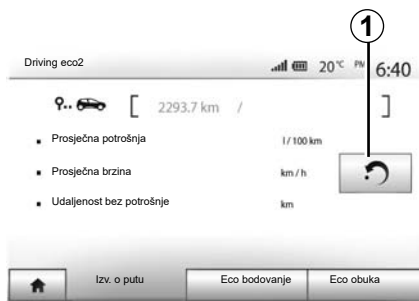 1
Driving eco2 20°C PM 6:40
[ 2293.7 km / ]
Prosječna potrošnja l/100 km
Prosječna brzina km/h
Udaljenost bez potrošnje km
Izv. o putu Eco bodovanje Eco obuka